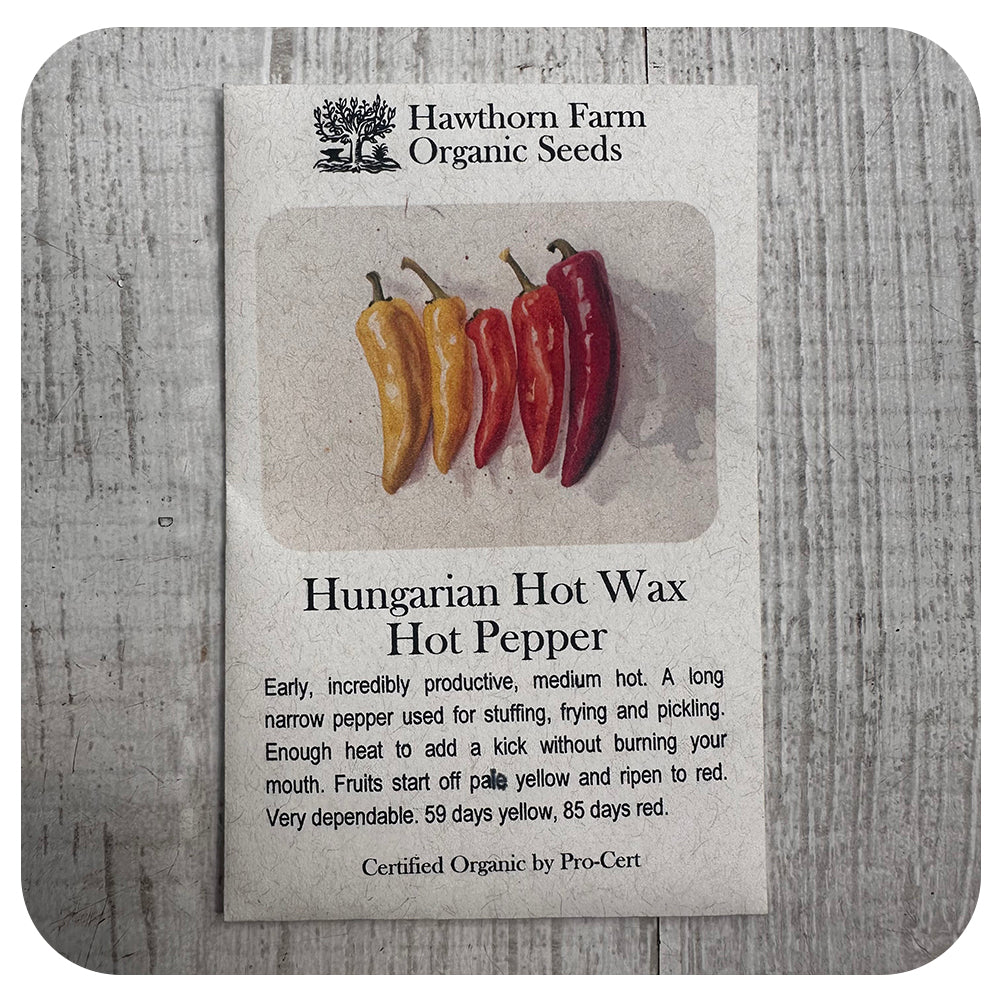 Hawthorn Farm
Organic Seeds
Hungarian Hot Wax
Hot Pepper
Early, incredibly productive, medium hot. A long
narrow pepper used for stuffing, frying and pickling.
Enough heat to add a kick without burning your
mouth. Fruits start off pale yellow and ripen to red.
Very dependable. 59 days yellow, 85 days red.
Certified Organic by Pro-Cert